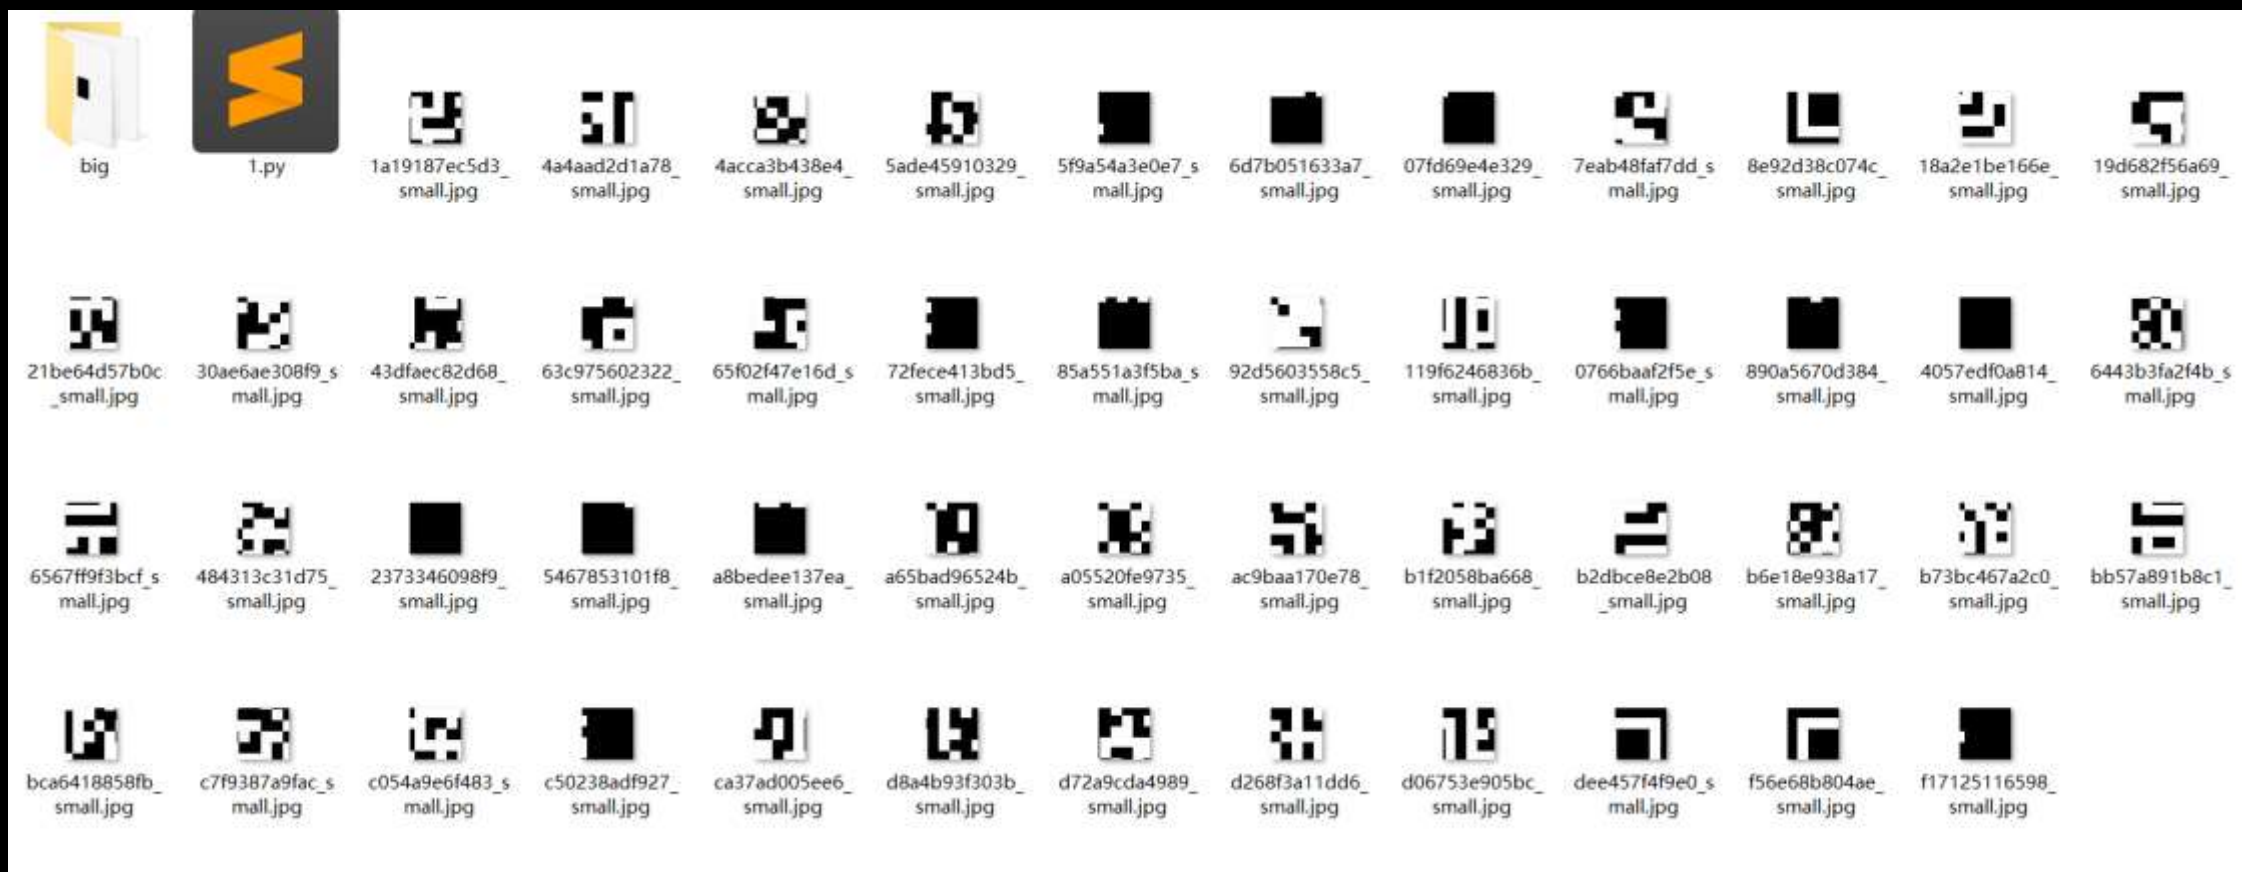 big
1.py
1a19187ec5d3_
small.jpg
4a4aad2d1a78_
small.jpg
4acca3b438e4_
small.jpg
5ade45910329_
small.jpg
5f9a54a3e0e7_s
mall.jpg
6d7b051633a7_
small.jpg
07fd69e4e329_
small.jpg
7eab48faf7dd_s
mall.jpg
8e92d38c074c_
small.jpg
18a2e1be166e_
small.jpg
19d682f56a69_
small.jpg
21be64d57b0c
_small.jpg
30ae6ae308f9_s
mall.jpg
43dfaec82d68_
small.jpg
63c975602322_
small.jpg
65f02f47e16d_s
mall.jpg
72fece413bd5_
small.jpg
85a551a3f5ba_s
mall.jpg
92d5603558c5_
small.jpg
119f6246836b_
small.jpg
0766baaf2f5e_s
mall.jpg
890a5670d384_
small.jpg
4057edf0a814_
small.jpg
6443b3fa2f4b_s
mall.jpg
6567ff9f3bcf_s
mall.jpg
484313c31d75_
small.jpg
2373346098f9_
small.jpg
5467853101f8_
small.jpg
a8bedee137ea_
small.jpg
a65bad96524b_
small.jpg
a05520fe9735_
small.jpg
ac9baa170e78_
small.jpg
b1f2058ba668_
small.jpg
b2dbce8e2b08
_small.jpg
b6e18e938a17_
small.jpg
b73bc467a2c0_
small.jpg
bb57a891b8c1_
small.jpg
bca6418858fb_
small.jpg
c7f9387a9fac_s
mall.jpg
c054a9e6f483_s
mall.jpg
c50238adf927_
small.jpg
ca37ad005ee6_
small.jpg
d8a4b93f303b_
small.jpg
d72a9cda4989_
small.jpg
d268f3a11dd6_
small.jpg
d06753e905bc_
small.jpg
dee457f4f9e0_s
mall.jpg
f56e68b804ae_
small.jpg
f17125116598_
small.jpg